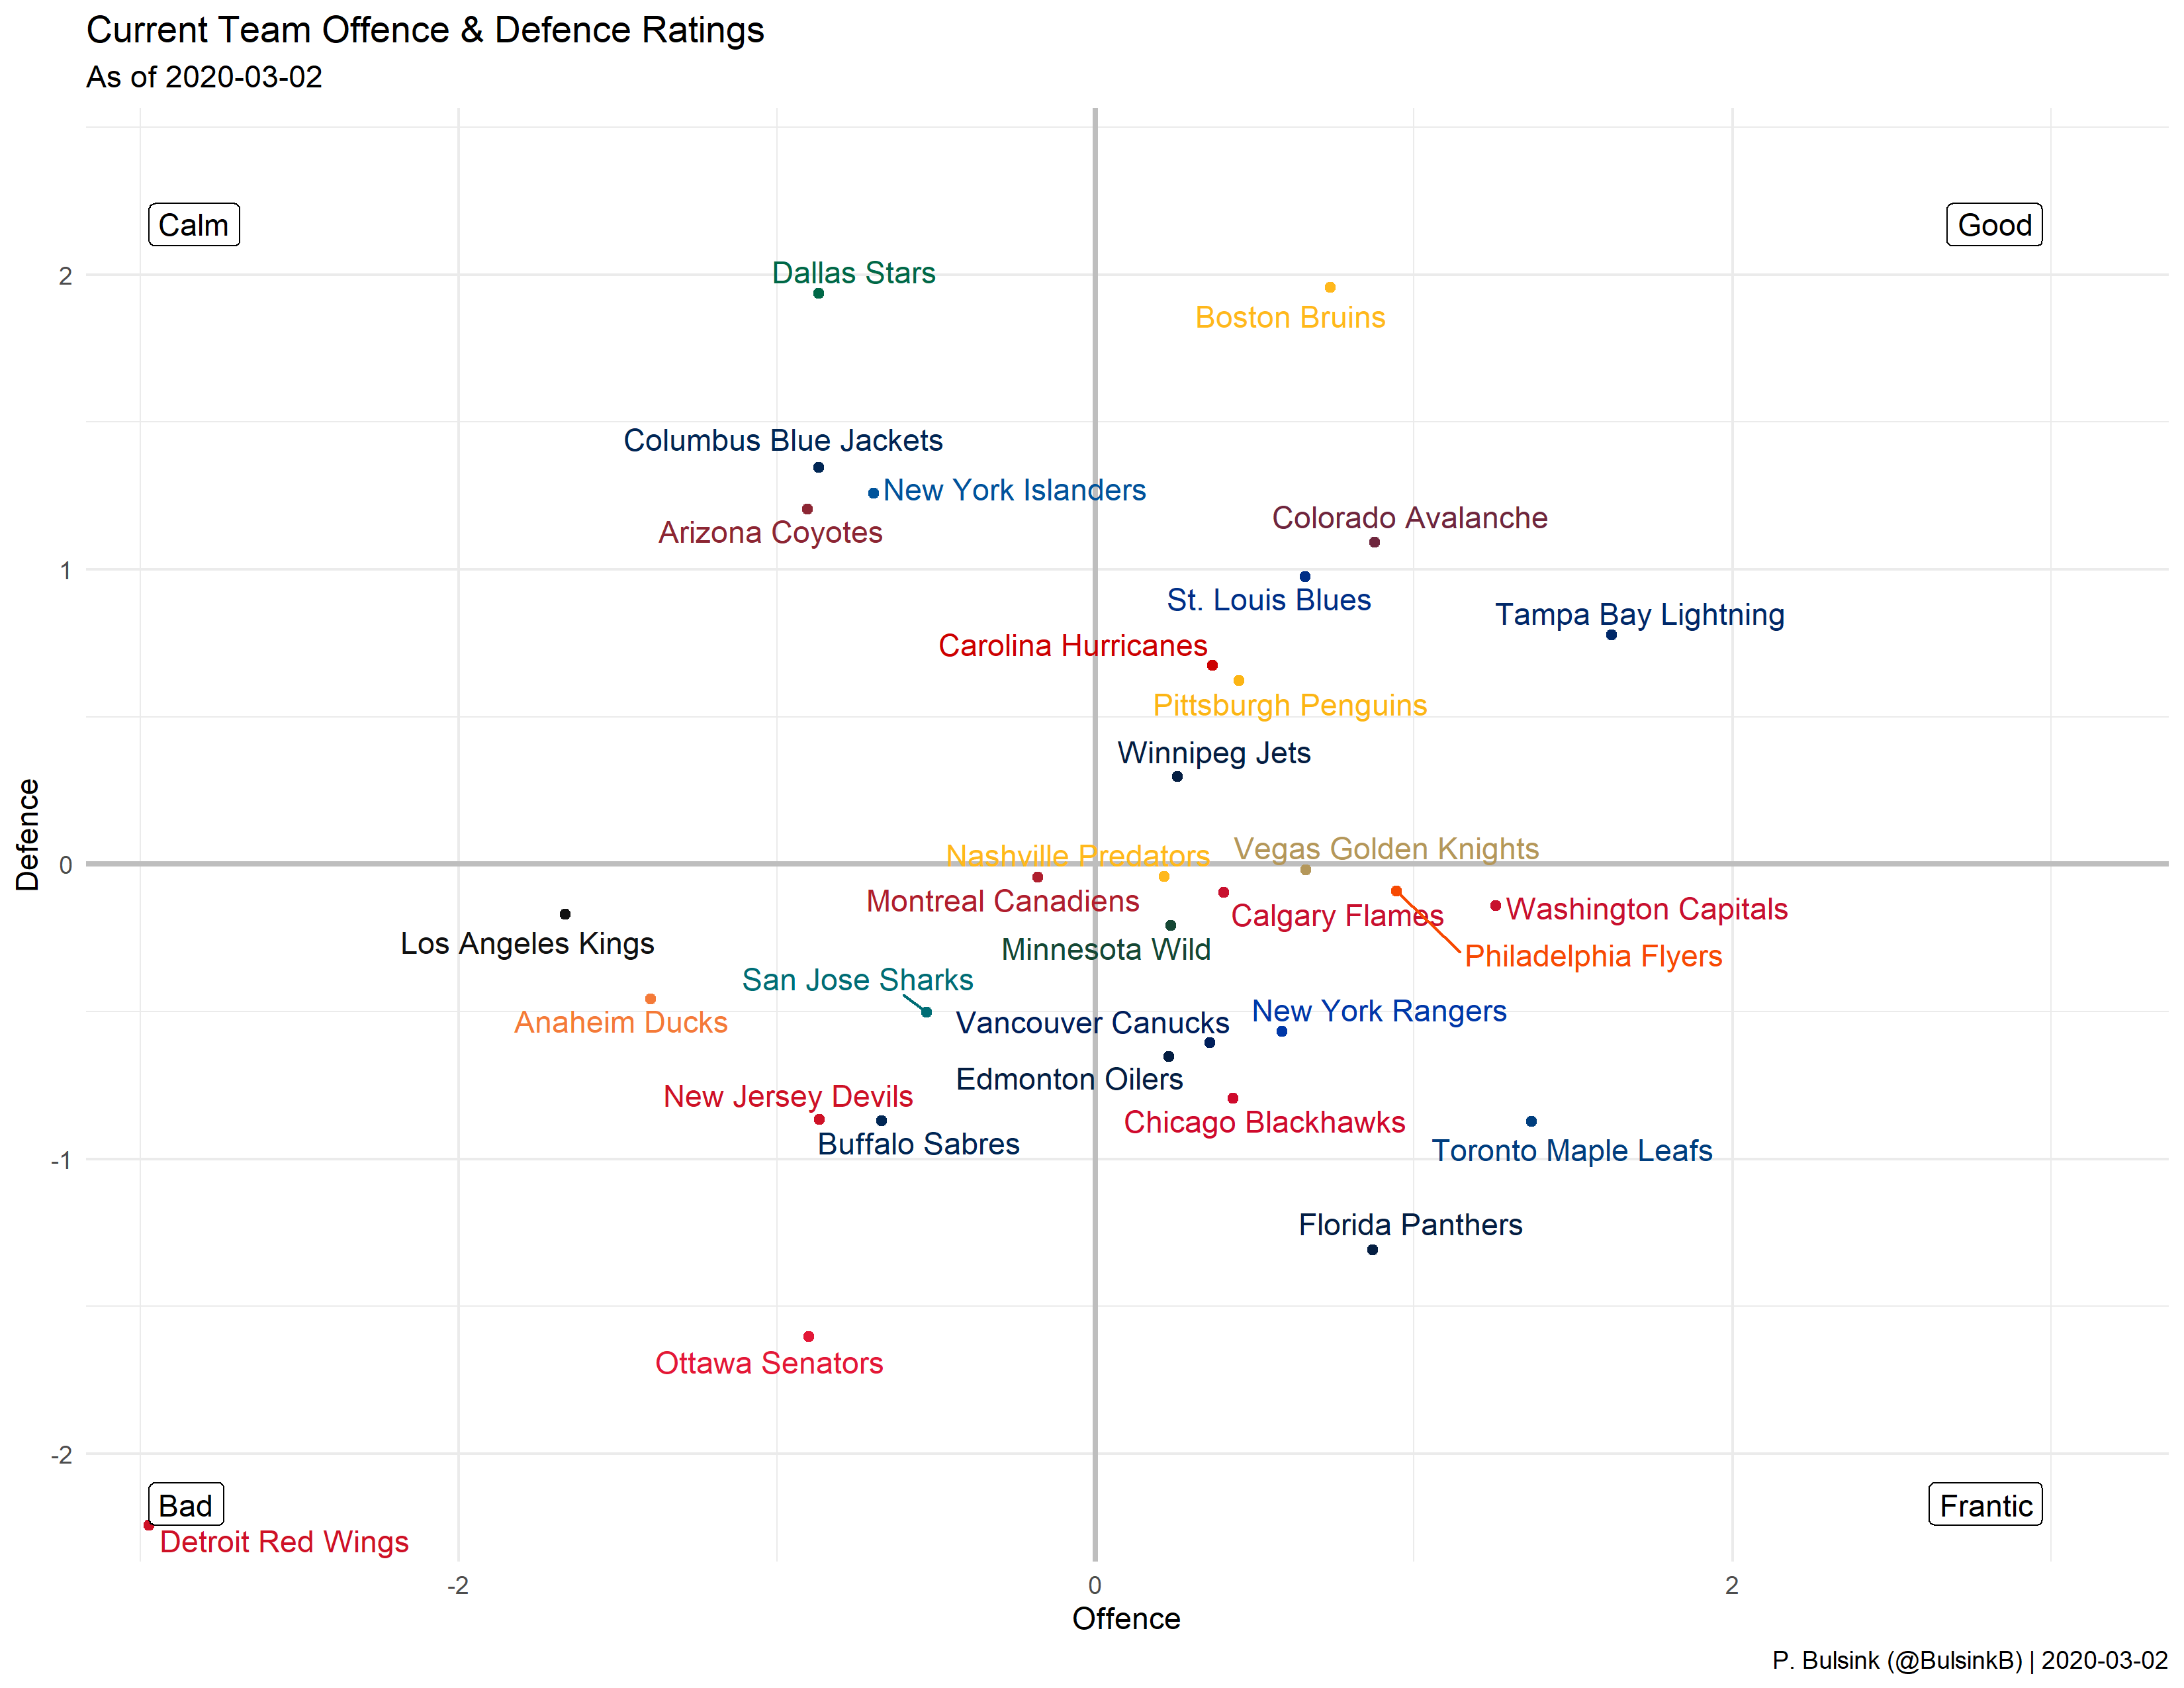 Current Team Offence & Defence Ratings
As of 2020-03-02
Calm
Good
2
Dallas Stars
Boston Bruins
Columbus Blue Jackets
New York Islanders
Arizona Coyotes
Colorado Avalanche
1
St. Louis Blues
Tampa Bay Lightning
Carolina Hurricanes
Pittsburgh Penguins
Winnipeg Jets
Defence
0
Nashville Predators
Vegas Golden Knights
Montreal Canadiens
Calgary Flames
Washington Capitals
Los Angeles Kings
Minnesota Wild
Philadelphia Flyers
San Jose Sharks
Anaheim Ducks
Vancouver Canucks
New York Rangers
Edmonton Oilers
New Jersey Devils
Chicago Blackhawks
Buffalo Sabres
Toronto Maple Leafs
-1
Florida Panthers
Ottawa Senators
-2
Bad
Frantic
Detroit Red Wings
-2
0
2
Offence
P. Bulsink (@BulsinkB) | 2020-03-02